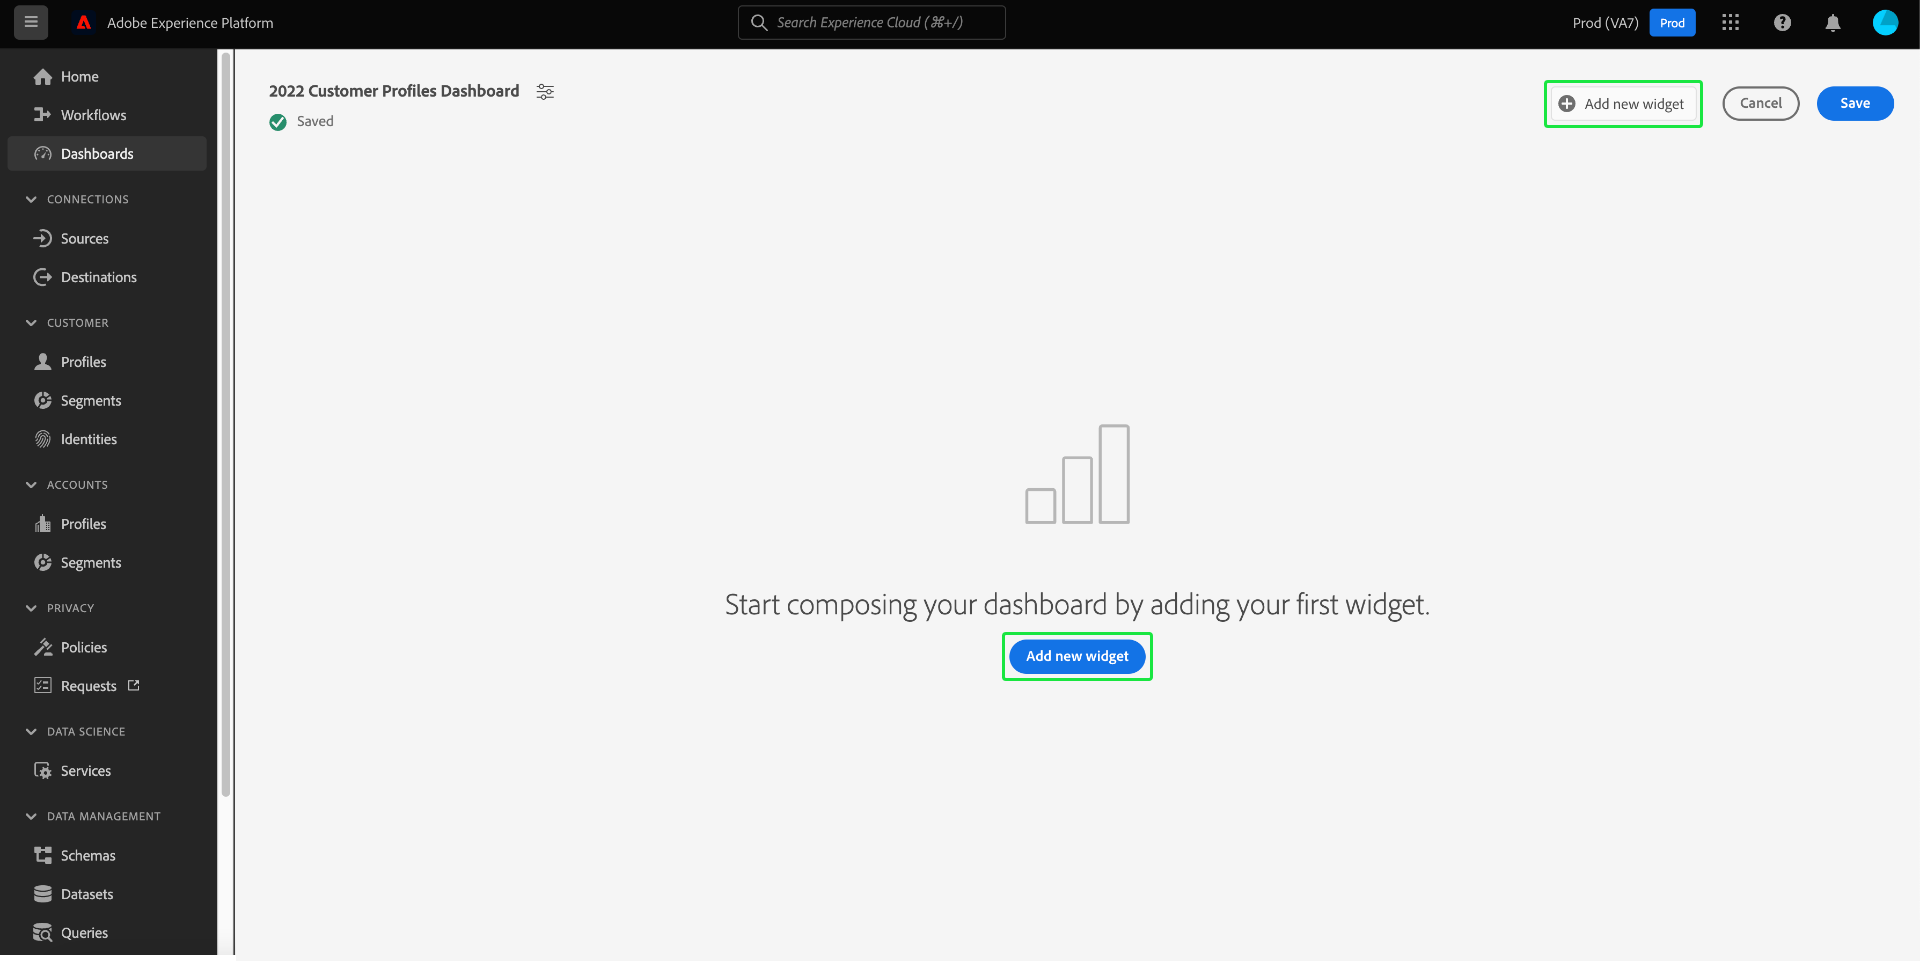 Adobe Experience Platform
Search Experience Cloud (⌘+/)
Prod (VA7)
Prod
Home
Workflows
Dashboards
CONNECTIONS
Sources
Destinations
CUSTOMER
Profiles
Segments
Identities
ACCOUNTS
Profiles
Segments
PRIVACY
Policies
Requests
DATA SCIENCE
Services
DATA MANAGEMENT
Schemas
Datasets
Queries
2022 Customer Profiles Dashboard
Saved
Add new widget
Cancel
Save
Start composing your dashboard by adding your first widget.
Add new widget